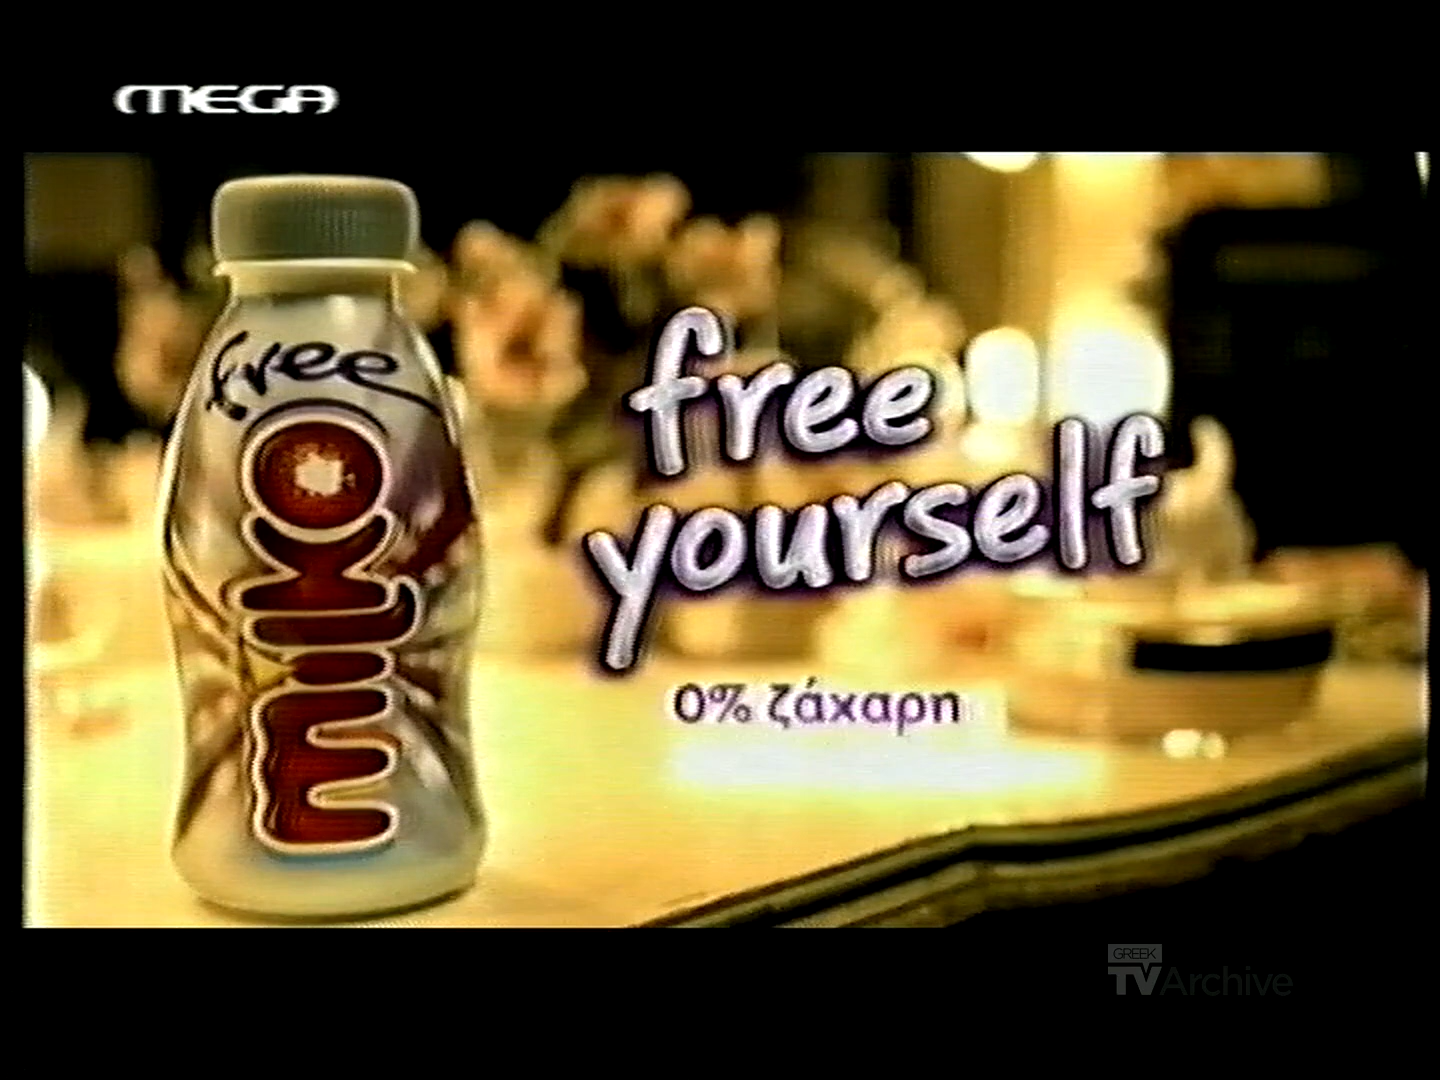 MEGA
free
MiLKO
free
yourself
0% ζάχαρη
GREEK
TVArchive